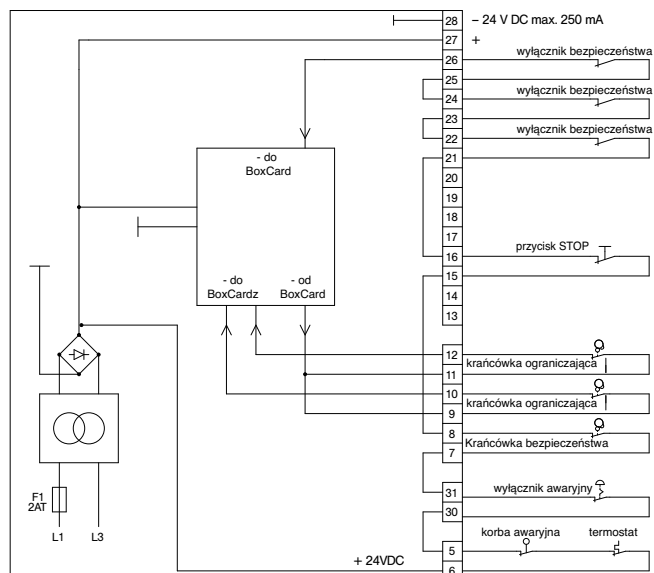 28 – 24 V DC max. 250 mA
27 +
26 wyłącznik bezpieczeństwa
25
24 wyłącznik bezpieczeństwa
23
22 wyłącznik bezpieczeństwa
21
20
19
18
17
16 przycisk STOP
15
14
13
- do
BoxCard
- do
BoxCardz
- od
BoxCard
12
krańcówka ograniczająca
11
10
krańcówka ograniczająca
9
8
Krańcówka bezpieczeństwa
7
31 wyłącznik awaryjny
30
5 korba awaryjna termostat
+ 24VDC
6
F1
2AT
L1 L3